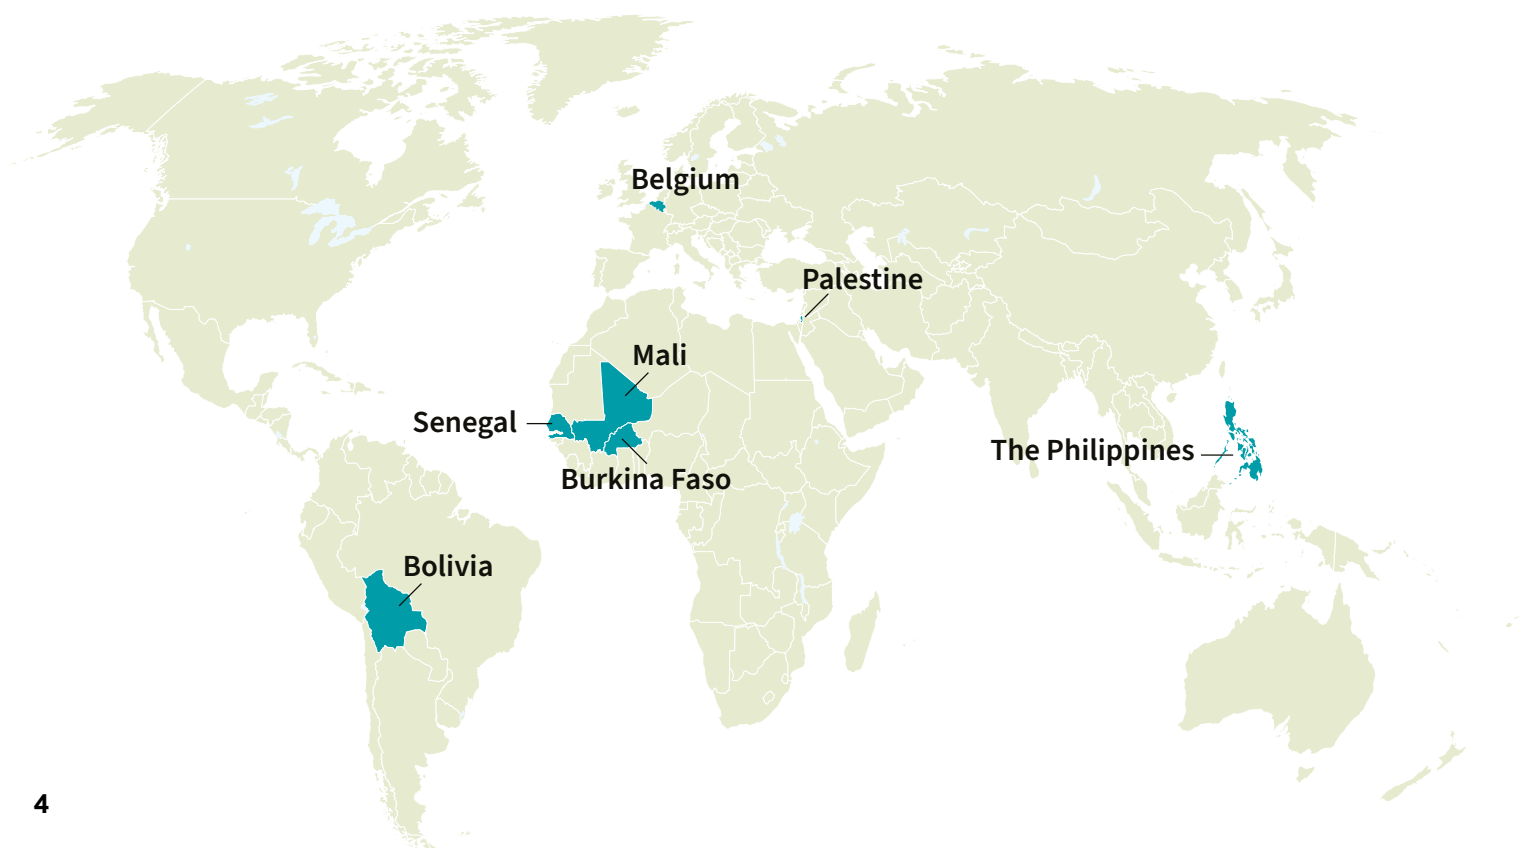 Belgium
Palestine
Mali
Senegal
The Philippines
Burkina Faso
Bolivia
4